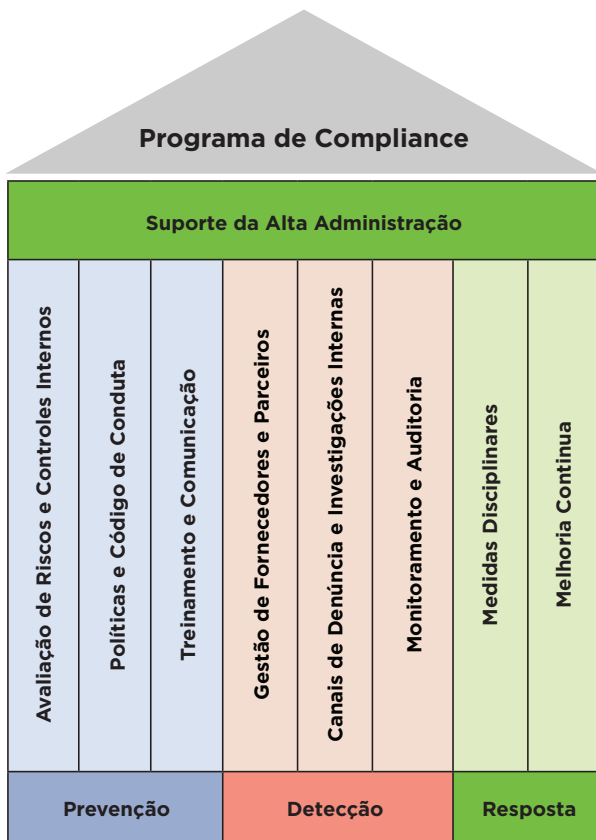 Programa de Compliance
Suporte da Alta Administração
Avaliação de Riscos e Controles Internos
Políticas e Código de Conduta
Treinamento e Comunicação
Gestão de Fornecedores e Parceiros
Canais de Denúncia e Investigações Internas
Monitoramento e Auditoria
Medidas Disciplinares
Melhoria Continua
Prevenção
Detecção
Resposta